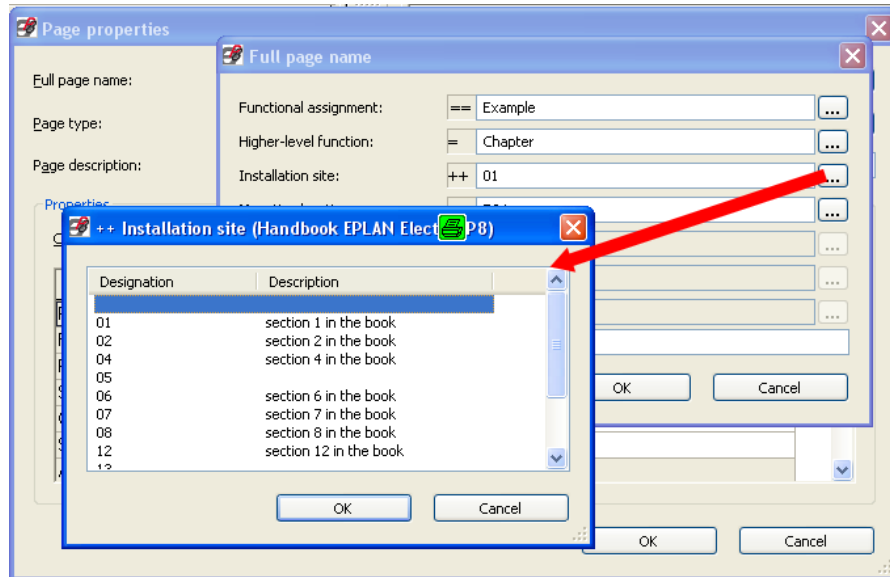 Page properties
Full page name
Full page name:
Page type:
Page description:
Properties
Functional assignment:
==
Example
...
Higher-level function:
=
Chapter
...
Installation site:
++
01
...
...
...
...
...
OK
Cancel
++ Installation site (Handbook EPLAN Elect P8)
Designation
Description
01 section 1 in the book
02 section 2 in the book
04 section 4 in the book
05
06 section 6 in the book
07 section 7 in the book
08 section 8 in the book
12 section 12 in the book
OK
Cancel
OK
Cancel